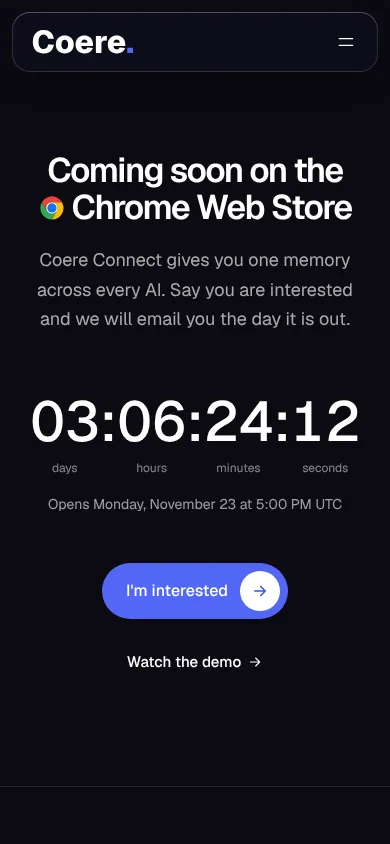 Coere.
Coming soon on the
Chrome Web Store
Coere Connect gives you one memory
across every AI. Say you are interested
and we will email you the day it is out.
03:06:24:12
days hours minutes seconds
Opens Monday, November 23 at 5:00 PM UTC
I'm interested →
Watch the demo →